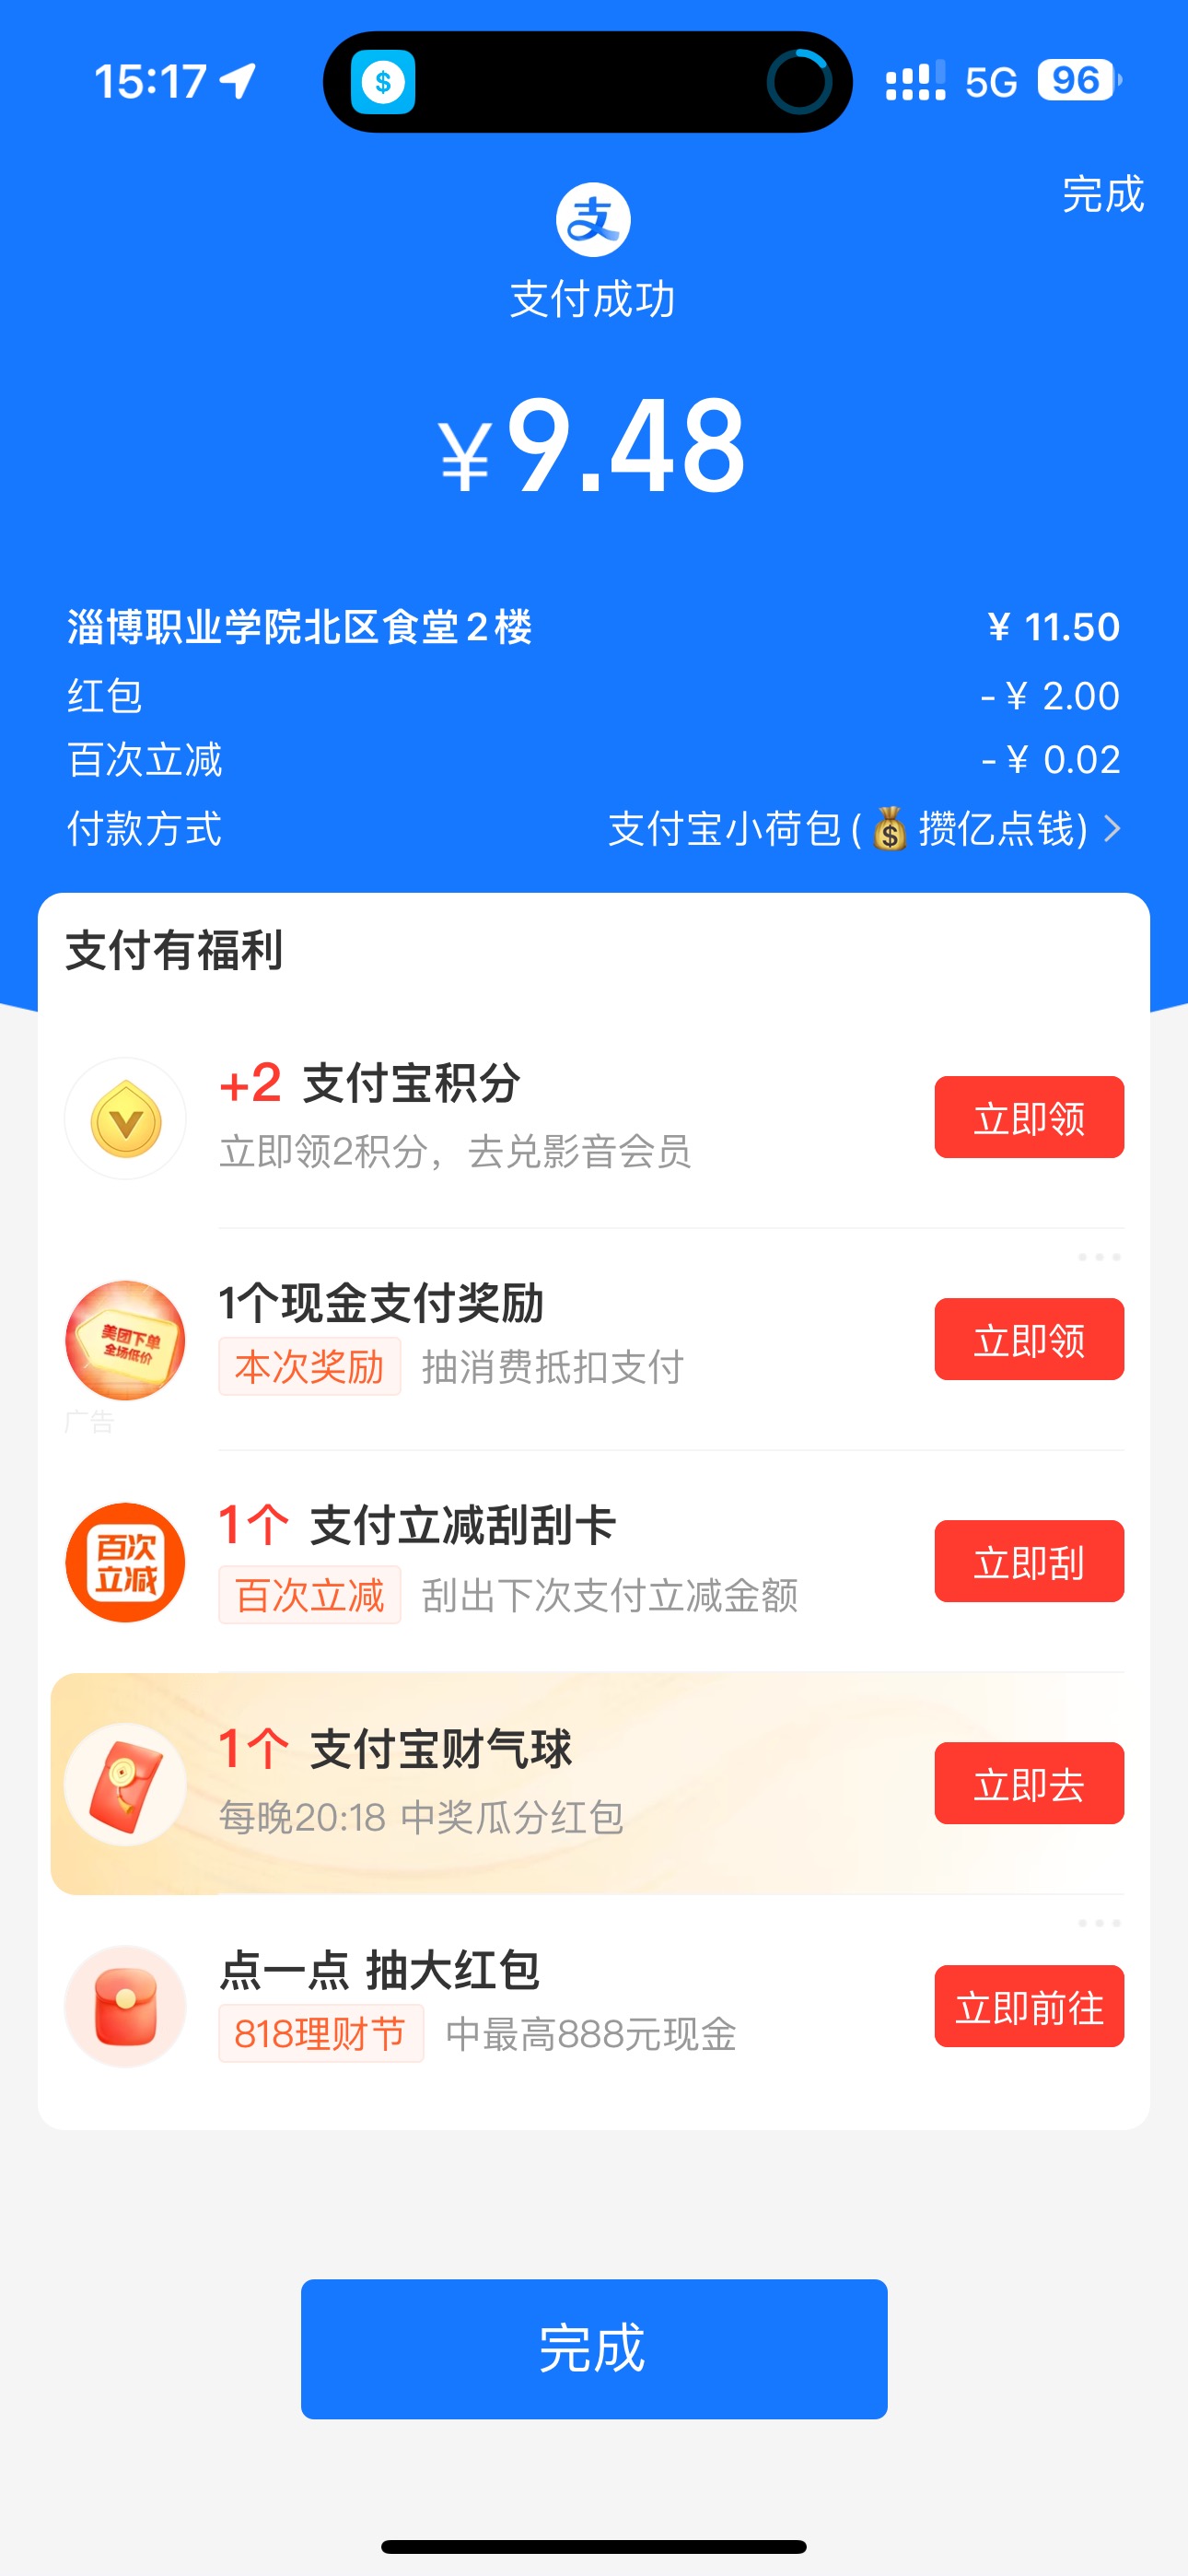 15:17 5G 96
完成
支
支付成功
¥9.48
淄博职业学院北区食堂2楼 ¥ 11.50
红包 -¥ 2.00
百次立减 -¥ 0.02
付款方式 支付宝小荷包(💰攒亿点钱) >
支付有福利
+2 支付宝积分
立即领2积分，去兑影音会员
立即领
1个现金支付奖励
本次奖励 抽消费抵扣支付
立即领
美团下单
全场低价
广告
1个 支付立减刮刮卡
百次立减 刮出下次支付立减金额
立即刮
百次
立减
1个 支付宝财气球
每晚20:18 中奖瓜分红包
立即去
点一点 抽大红包
818理财节 中最高888元现金
立即前往
完成